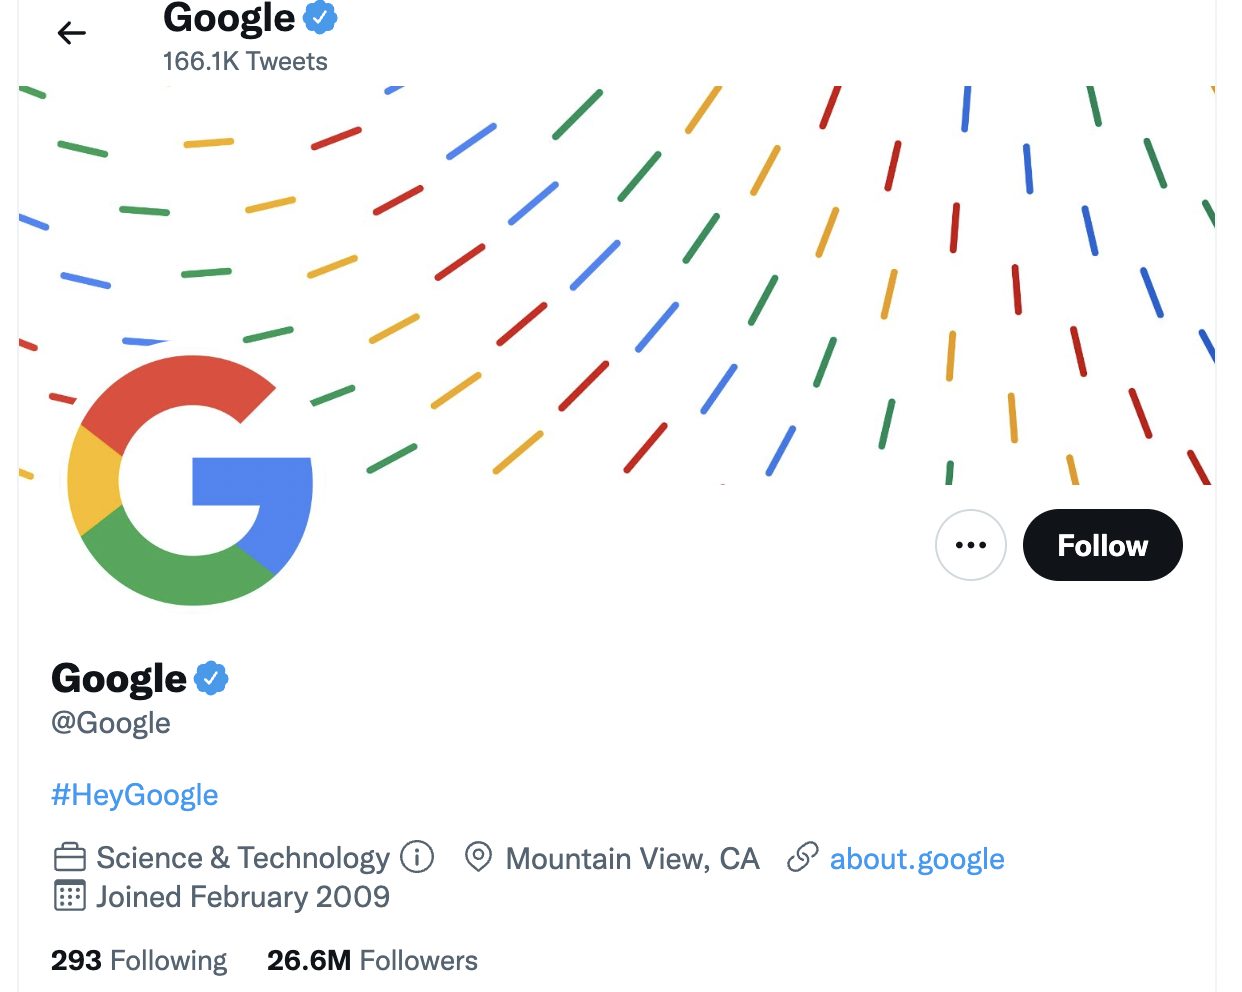 Google
166.1K Tweets
Follow
Google
@Google
#HeyGoogle
Science & Technology Mountain View, CA about.google
Joined February 2009
293 Following 26.6M Followers